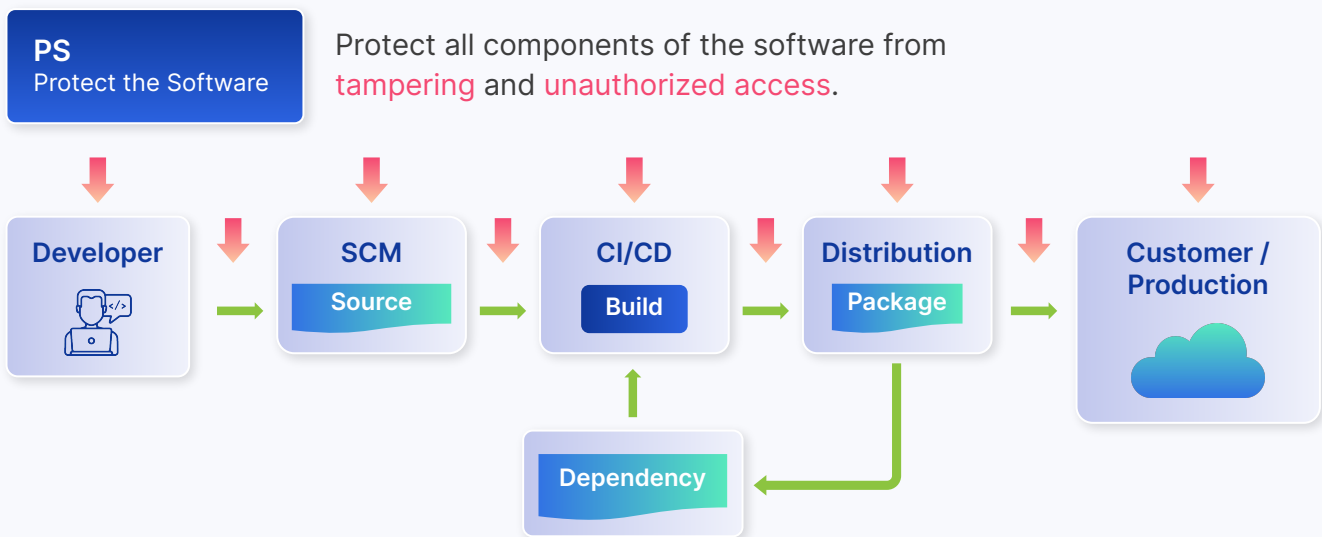 PS
Protect the Software
Protect all components of the software from
tampering and unauthorized access.
Developer
</>
SCM
Source
CI/CD
Build
Distribution
Package
Customer /
Production
Dependency